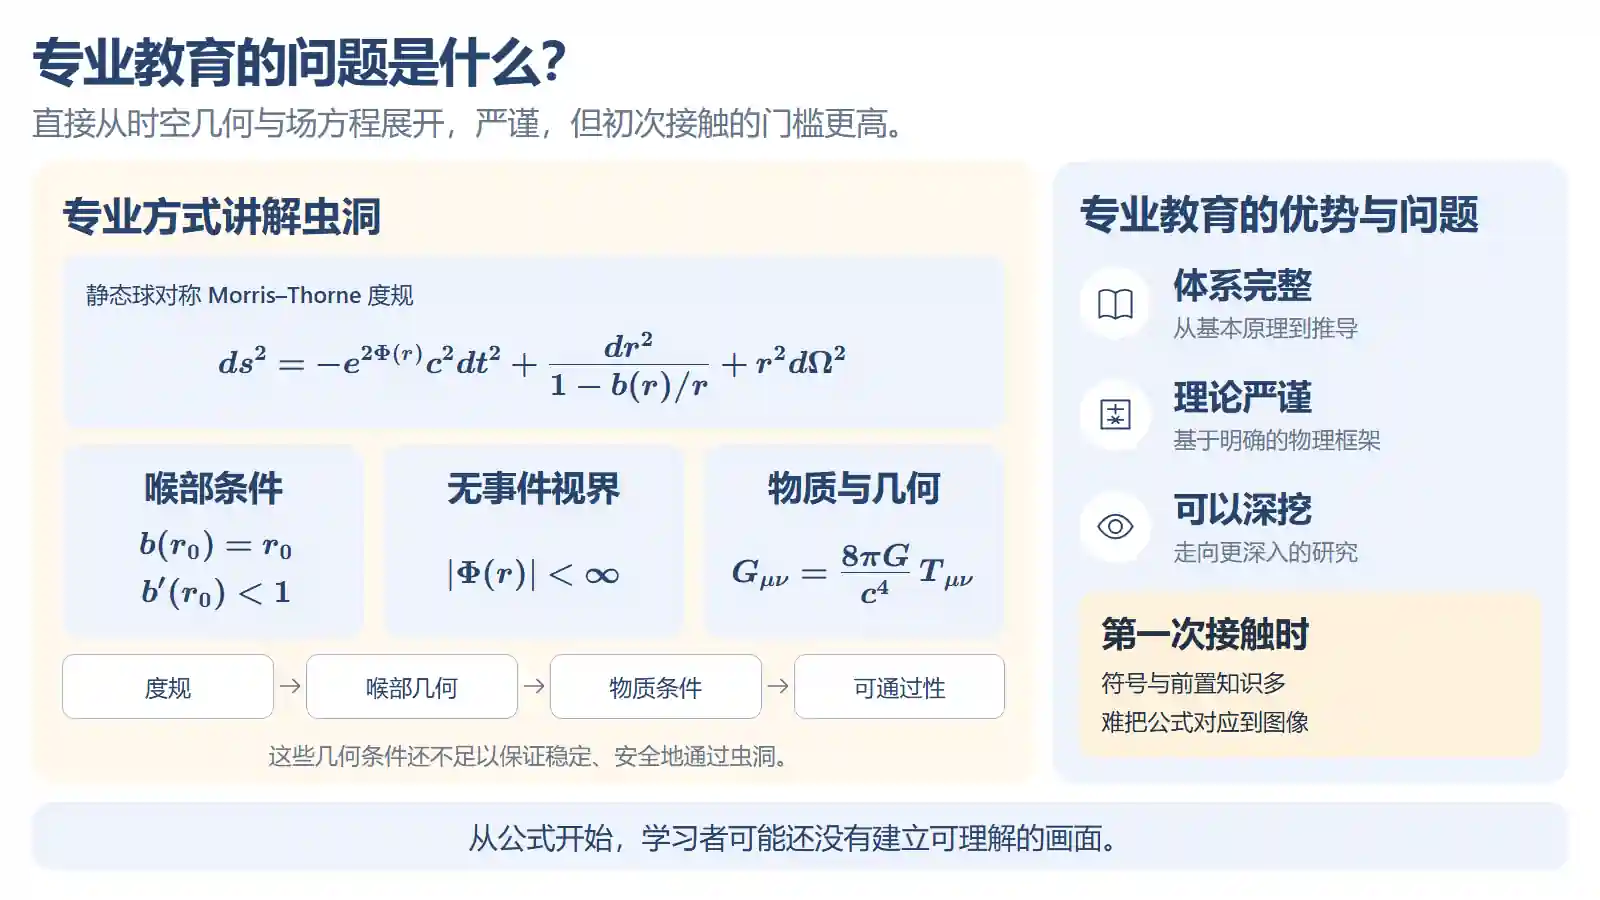 专业教育的问题是什么？
直接从时空几何与场方程展开，严谨，但初次接触的门槛更高。
专业方式讲解虫洞
静态球对称 Morris–Thorne 度规
ds² = −e^{2Φ(r)}c²dt² + dr²/(1 − b(r)/r) + r²dΩ²
喉部条件
b(r₀) = r₀
b′(r₀) < 1
无事件视界
|Φ(r)| < ∞
物质与几何
G_{μν} = 8πG/c⁴ T_{μν}
度规 → 喉部几何 → 物质条件 → 可通过性
这些几何条件还不足以保证稳定、安全地通过虫洞。
专业教育的优势与问题
体系完整
从基本原理到推导
理论严谨
基于明确的物理框架
可以深挖
走向更深入的研究
第一次接触时
符号与前置知识多
难把公式对应到图像
从公式开始，学习者可能还没有建立可理解的画面。